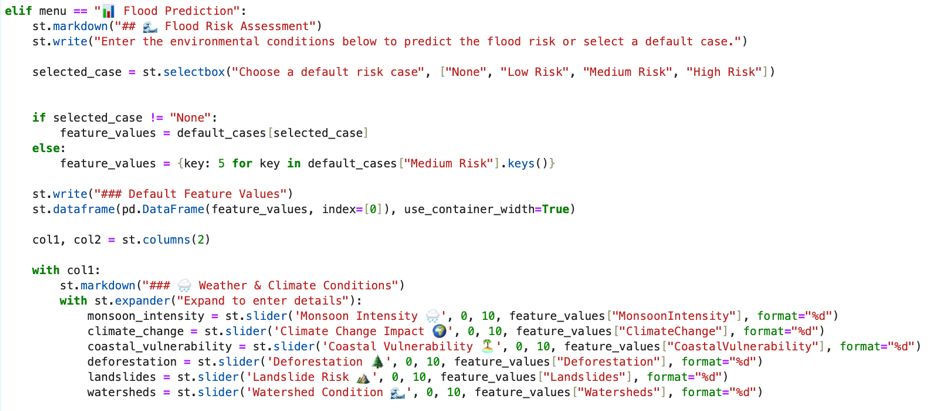 elif menu == "📊 Flood Prediction":
    st.markdown("## 🌊 Flood Risk Assessment")
    st.write("Enter the environmental conditions below to predict the flood risk or select a default case.")
    selected_case = st.selectbox("Choose a default risk case", ["None", "Low Risk", "Medium Risk", "High Risk"])
    if selected_case != "None":
        feature_values = default_cases[selected_case]
    else:
        feature_values = {key: 5 for key in default_cases["Medium Risk"].keys()}
    st.write("### Default Feature Values")
    st.dataframe(pd.DataFrame(feature_values, index=[0]), use_container_width=True)
    col1, col2 = st.columns(2)
    with col1:
        st.markdown("### 🌧️ Weather & Climate Conditions")
        with st.expander("Expand to enter details"):
            monsoon_intensity = st.slider('Monsoon Intensity 🌧️', 0, 10, feature_values["MonsoonIntensity"], format="%d")
            climate_change = st.slider('Climate Change Impact 🌍', 0, 10, feature_values["ClimateChange"], format="%d")
            coastal_vulnerability = st.slider('Coastal Vulnerability 🏝️', 0, 10, feature_values["CoastalVulnerability"], format="%d")
            deforestation = st.slider('Deforestation 🌲', 0, 10, feature_values["Deforestation"], format="%d")
            landslides = st.slider('Landslide Risk ⛰️', 0, 10, feature_values["Landslides"], format="%d")
            watersheds = st.slider('Watershed Condition 🌊', 0, 10, feature_values["Watersheds"], format="%d")